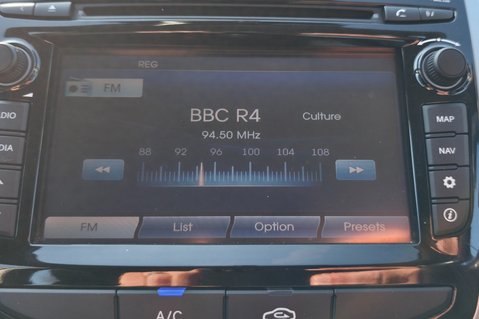 REG
FM
BBC R4
Culture
94.50 MHz
88 92 96 100 104 108
FM
List
Option
Presets
MAP
NAV
A/C